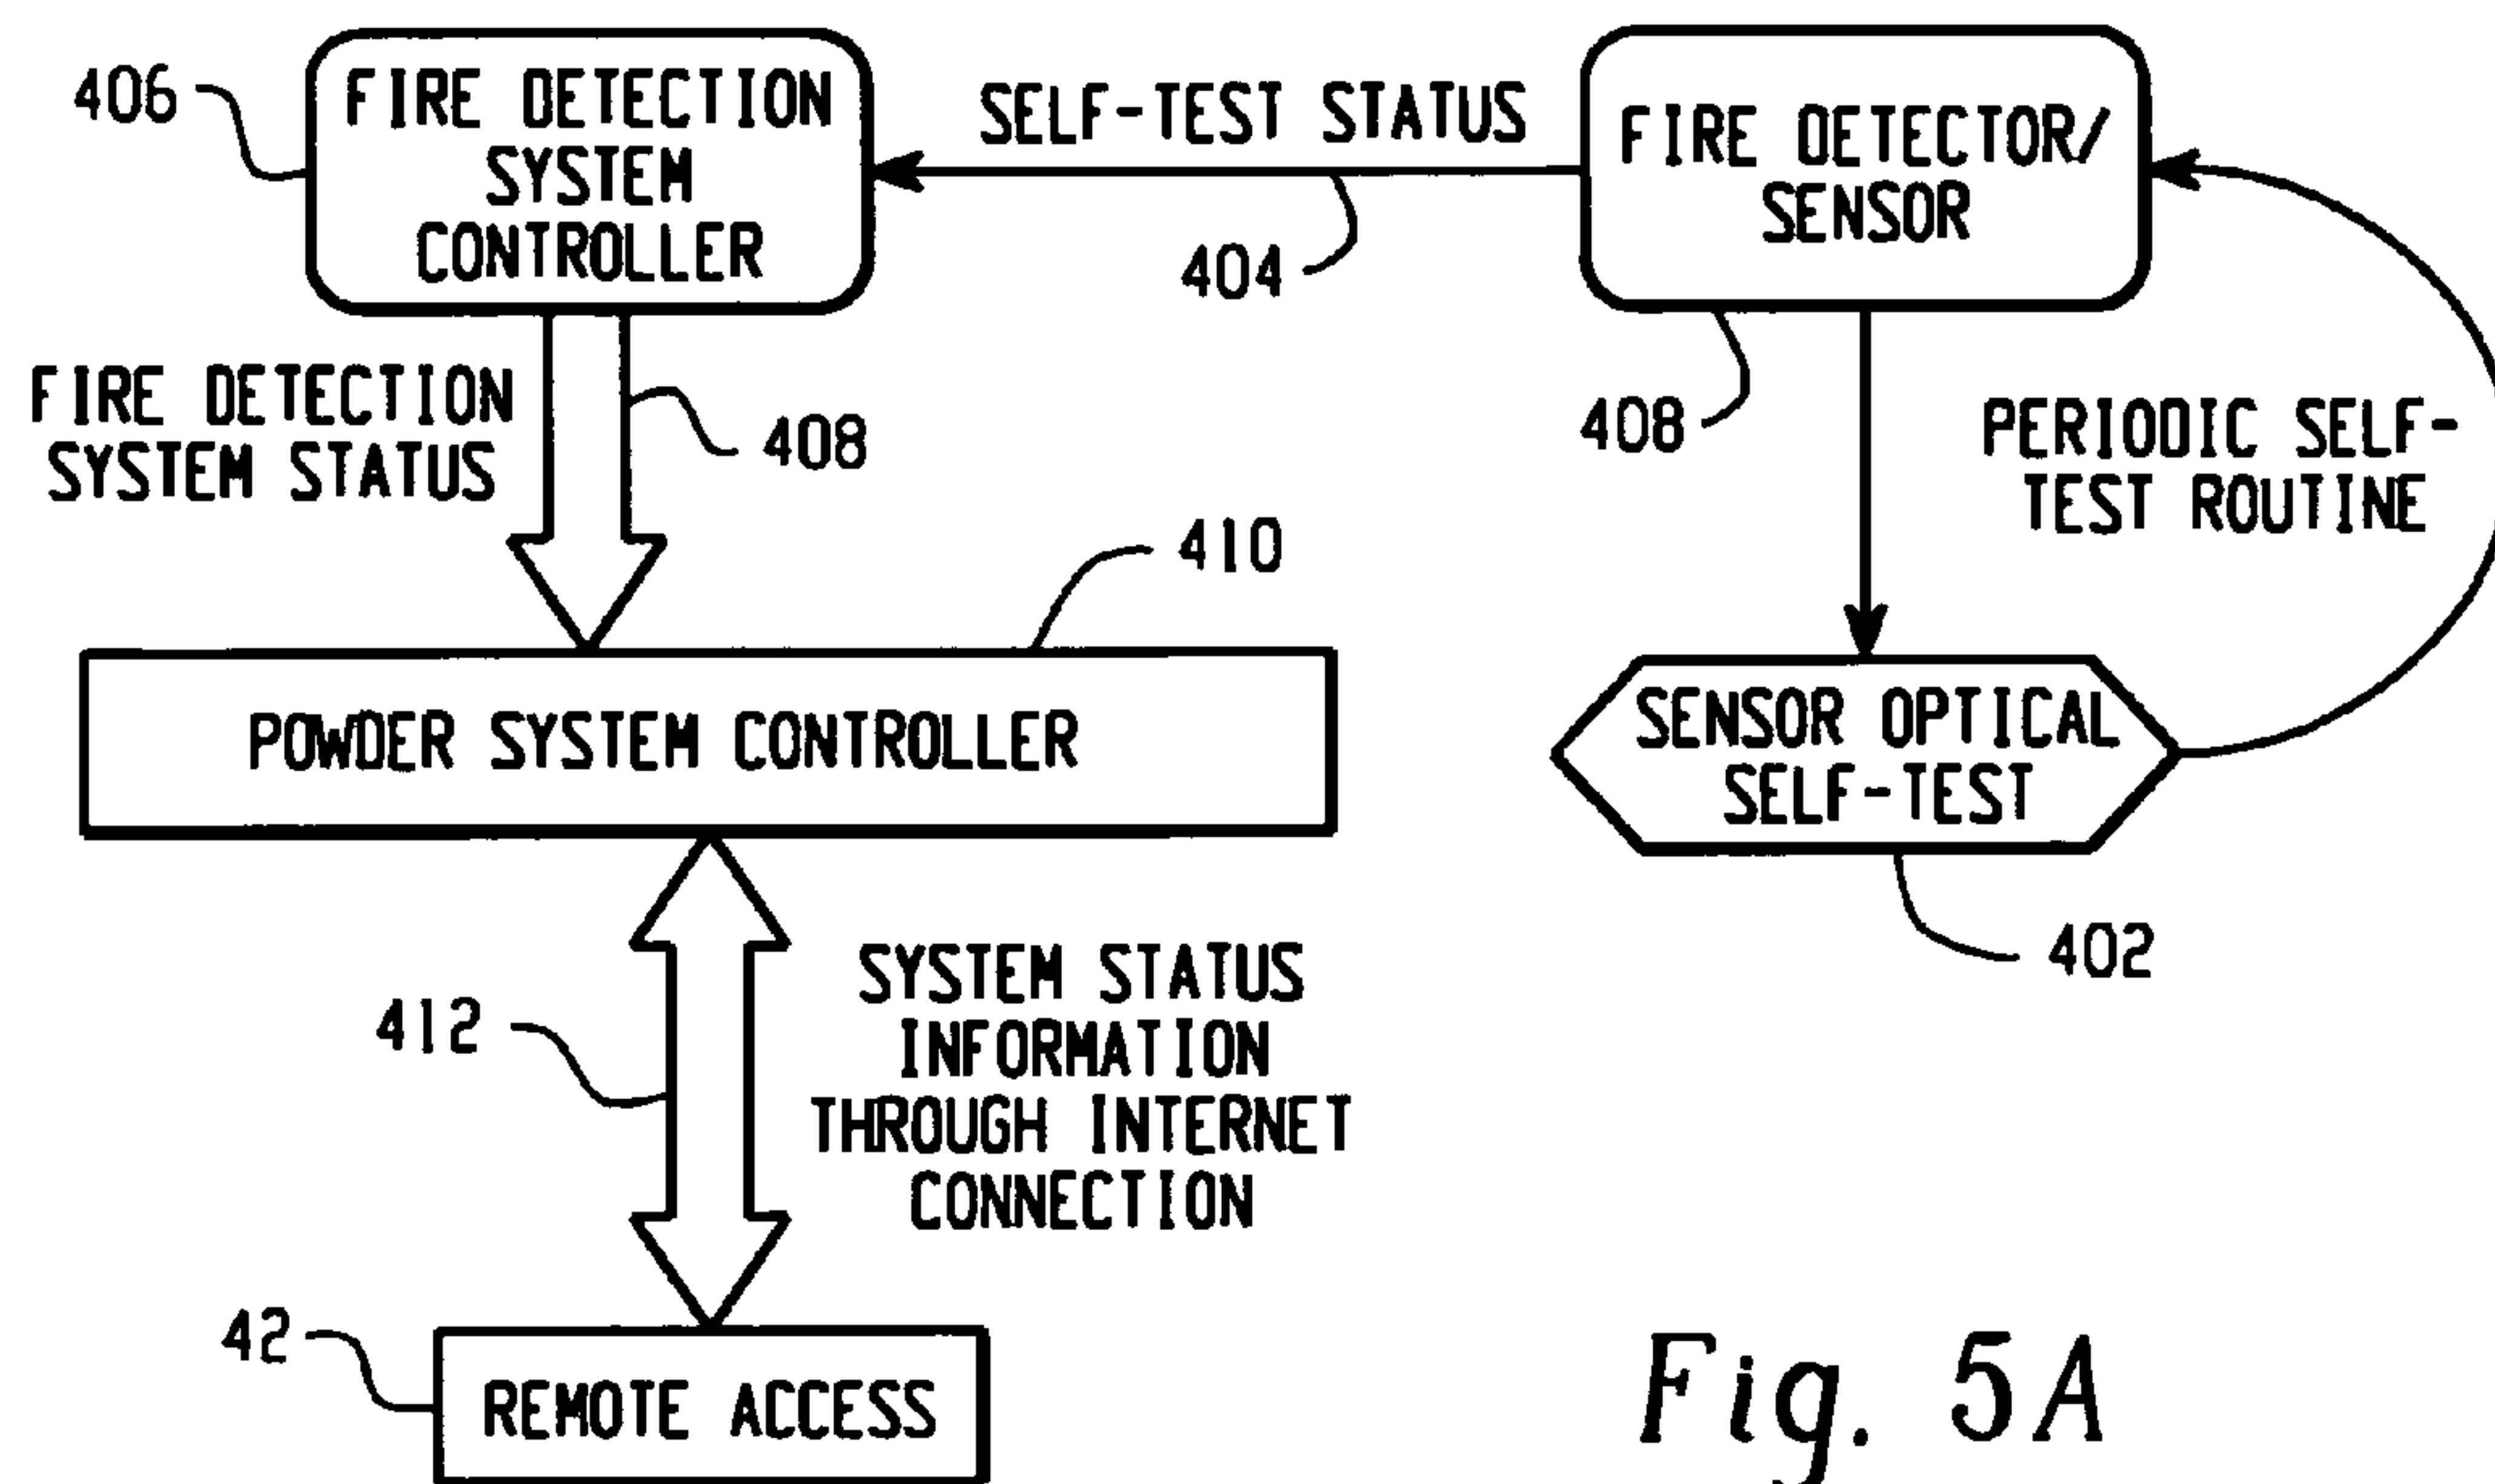 406
FIRE DETECTION
SYSTEM
CONTROLLER
SELF-TEST STATUS
404
FIRE DETECTOR/
SENSOR
408
FIRE DETECTION
SYSTEM STATUS
408
PERIODIC SELF-
TEST ROUTINE
410
POWDER SYSTEM CONTROLLER
SENSOR OPTICAL
SELF-TEST
402
412
SYSTEM STATUS
INFORMATION
THROUGH INTERNET
CONNECTION
42
REMOTE ACCESS
Fig. 5A